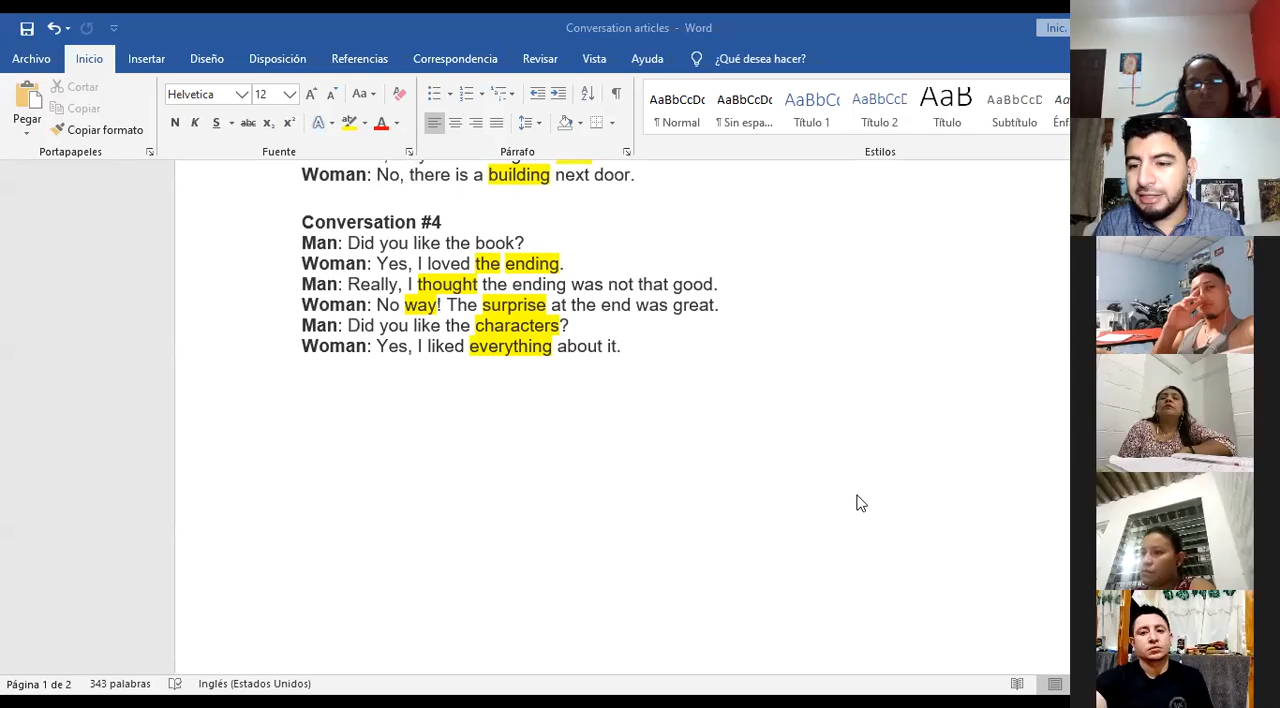 Conversation articles - Word
Inic.
Archivo Inicio Insertar Diseño Disposición Referencias Correspondencia Revisar Vista Ayuda ¿Qué desea hacer?
Pegar
Cortar
Copiar
Copiar formato
Portapapeles
Helvetica 12
N K S abc x₂ x²
Fuente
Párrafo
AaBbCcDc AaBbCcDc AaBbCc AaBbCcD AaB AaBbCcD
¶ Normal ¶ Sin espa... Título 1 Título 2 Título Subtítulo
Estilos
Woman: No, there is a building next door.
Conversation #4
Man: Did you like the book?
Woman: Yes, I loved the ending.
Man: Really, I thought the ending was not that good.
Woman: No way! The surprise at the end was great.
Man: Did you like the characters?
Woman: Yes, I liked everything about it.
Página 1 de 2 343 palabras Inglés (Estados Unidos)